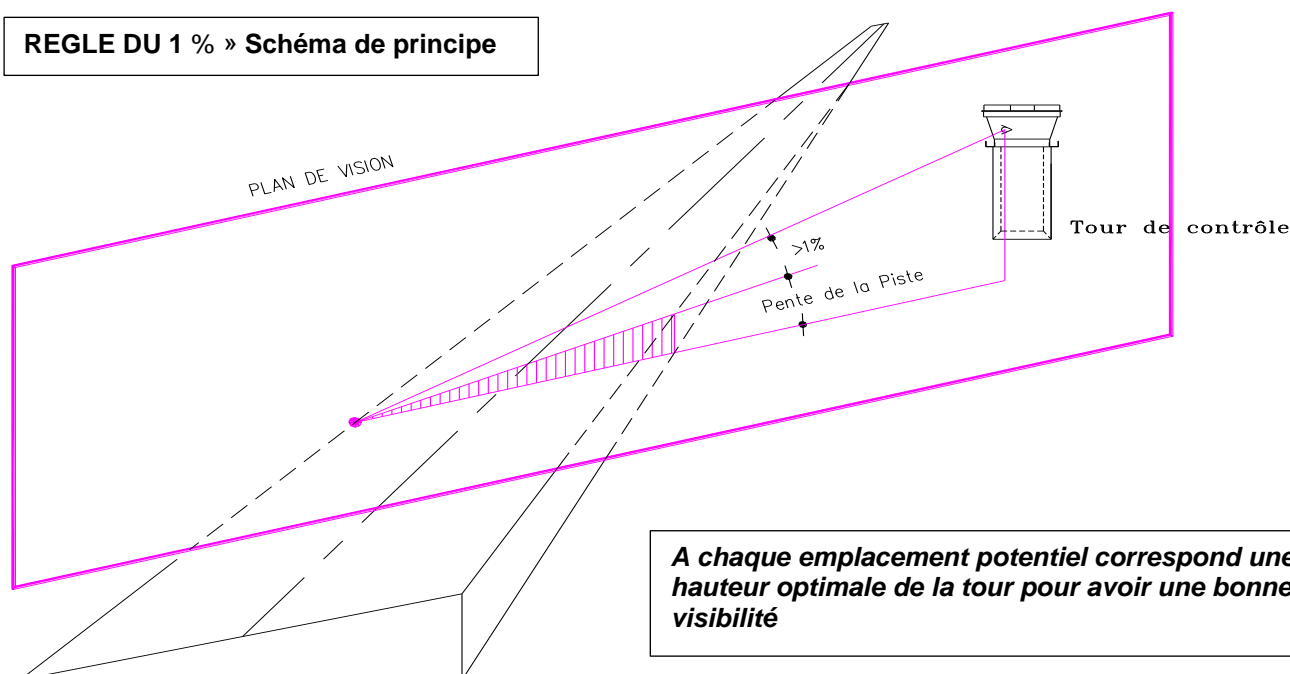 REGLE DU 1 % » Schéma de principe
PLAN DE VISION
>1%
Pente de la Piste
Tour de contrôle
A chaque emplacement potentiel correspond une
hauteur optimale de la tour pour avoir une bonne
visibilité